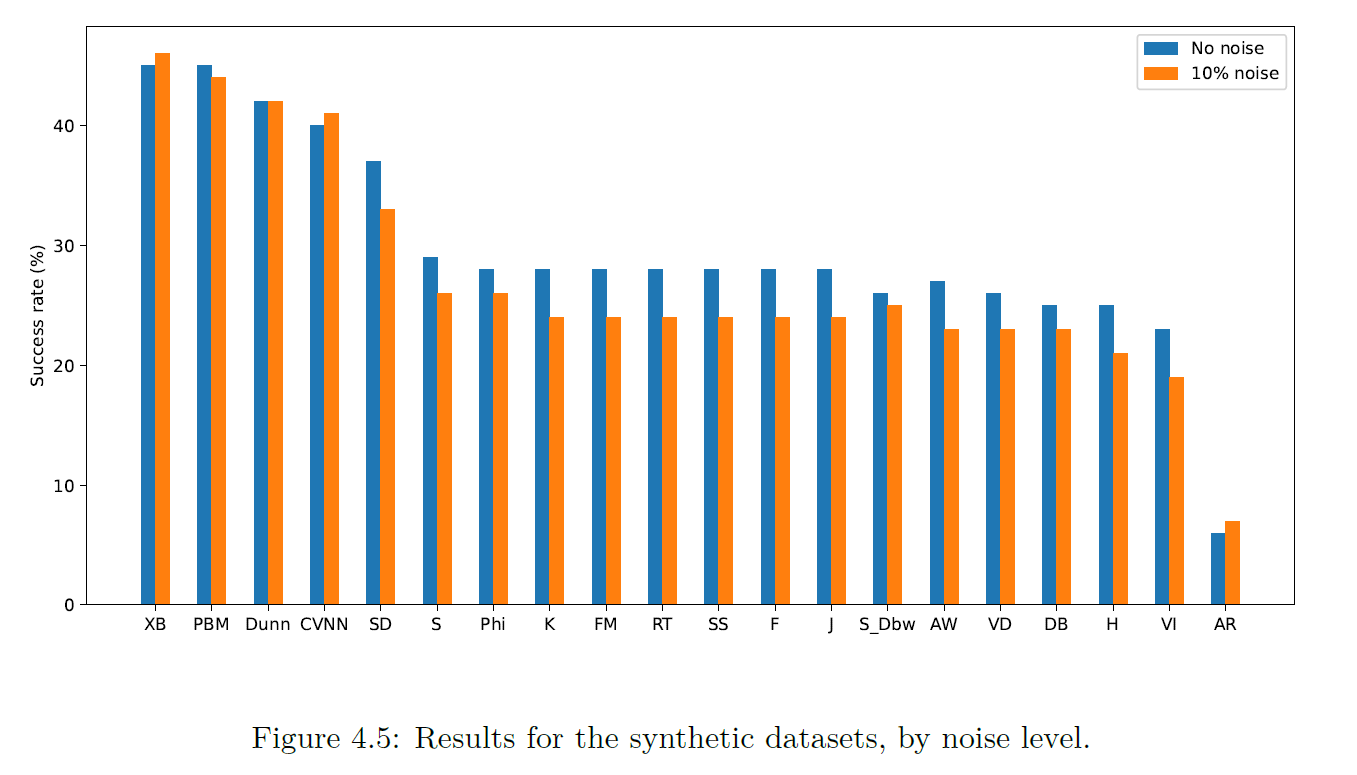 No noise
10% noise
Success rate (%)
40
30
20
10
0
XB PBM Dunn CVNN SD S Phi K FM RT SS F J S_Dbw AW VD DB H VI AR
Figure 4.5: Results for the synthetic datasets, by noise level.